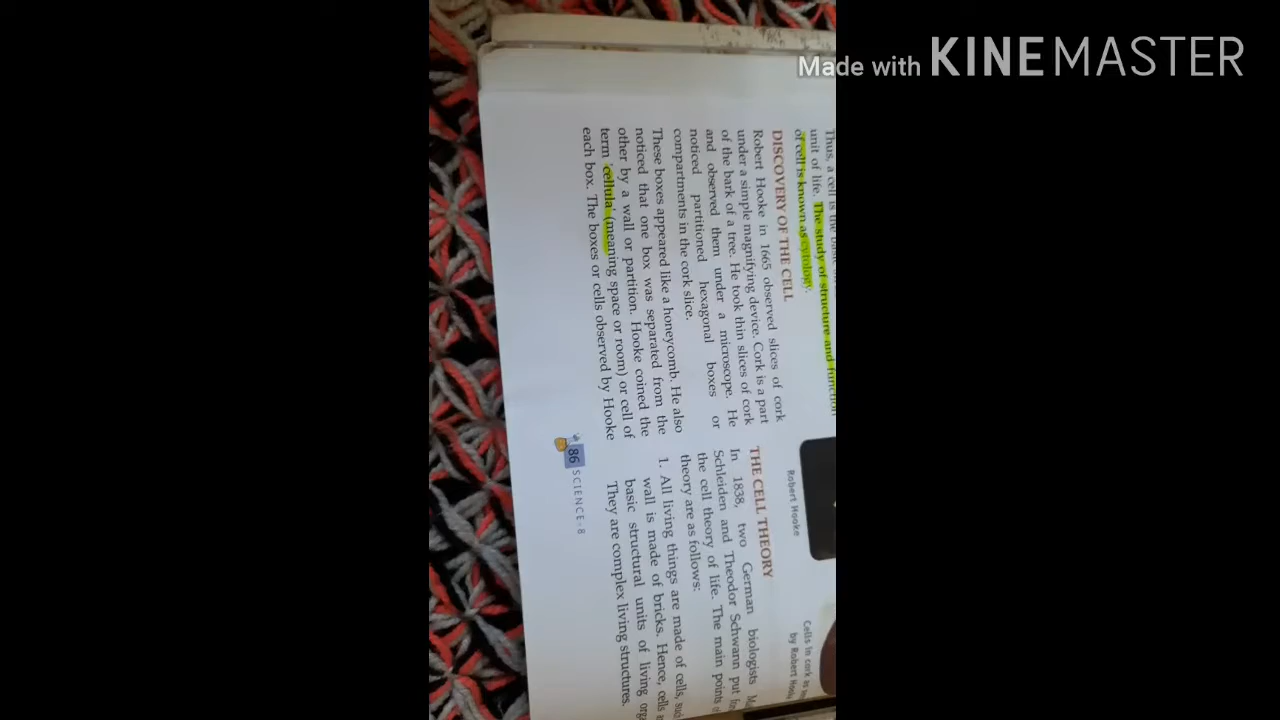 Made with KINEMASTER
Thus, a cell is the basic
unit of life. The study of structure and function
of cell is known as cytology.
DISCOVERY OF THE CELL
Robert Hooke in 1665 observed slices of cork
under a simple magnifying device. Cork is a part
of the bark of a tree. He took thin slices of cork
and observed them under a microscope. He
noticed partitioned hexagonal boxes or
compartments in the cork slice.
These boxes appeared like a honeycomb. He also
noticed that one box was separated from the
other by a wall or partition. Hooke coined the
term 'cellula' (meaning space or room) or cell of
each box. The boxes or cells observed by Hooke
Robert Hooke
Cells in cork as
by Robert
THE CELL THEORY
In 1838, two German biologists
Schleiden and Theodor Schwann put
the cell theory of life. The main points
theory are as follows:
1. All living things are made of cells,
wall is made of bricks. Hence, cells
basic structural units of living
They are complex living structures.
86 SCIENCE-8